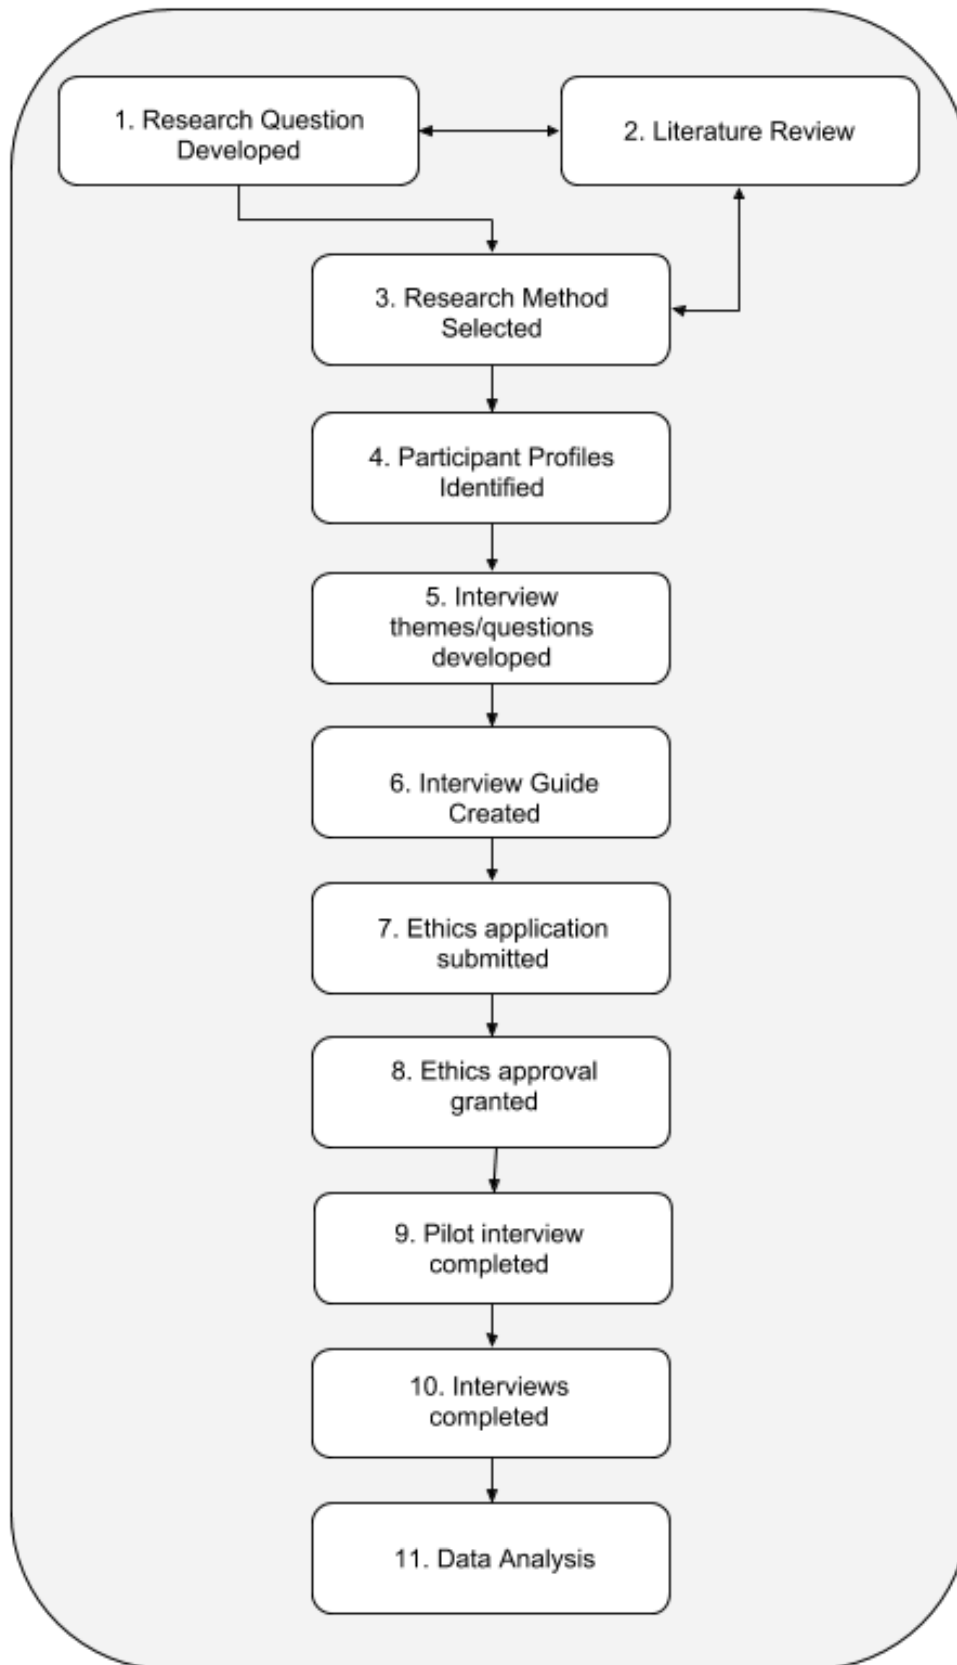 1. Research Question
Developed
2. Literature Review
3. Research Method
Selected
4. Participant Profiles
Identified
5. Interview
themes/questions
developed
6. Interview Guide
Created
7. Ethics application
submitted
8. Ethics approval
granted
9. Pilot interview
completed
10. Interviews
completed
11. Data Analysis